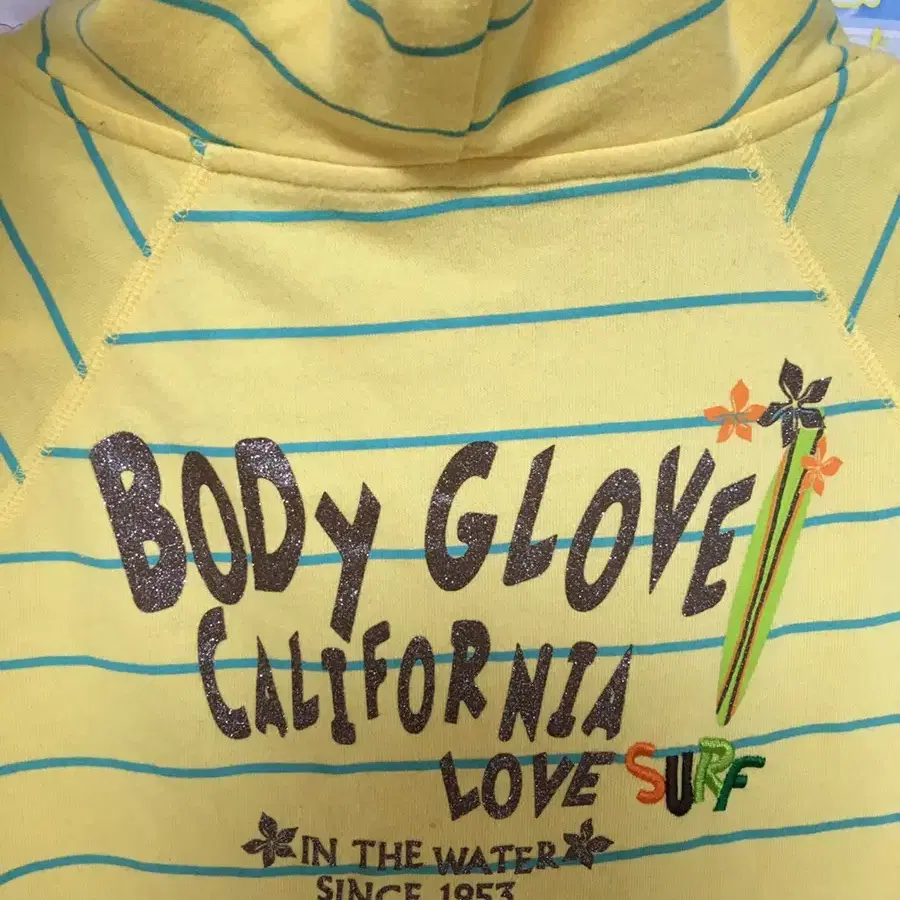 BODY GLOVE
CALIFORNIA
LOVE SURF
IN THE WATER
SINCE 1953